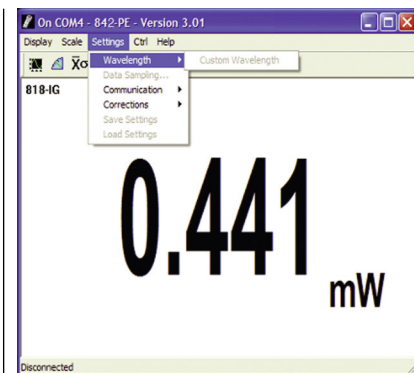 On COM4 - 842-PE - Version 3.01
Display Scale Settings Ctrl Help
Wavelength Custom Wavelength
X̄σ
Data Sampling...
818-IG
Communication
Corrections
Save Settings
Load Settings
0.441
mW
Disconnected